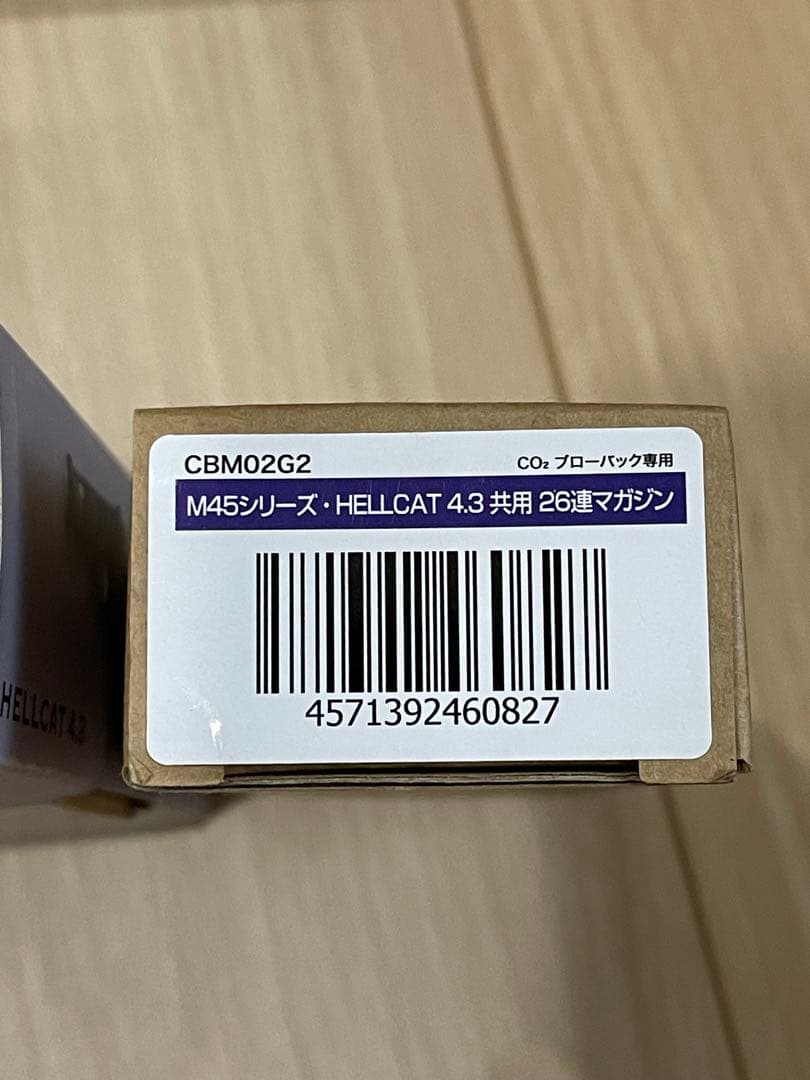 CBM02G2
CO₂ ブローバック専用
M45シリーズ・HELLCAT 4.3 共用 26連マガジン
4571392460827
HELLCAT 4.3